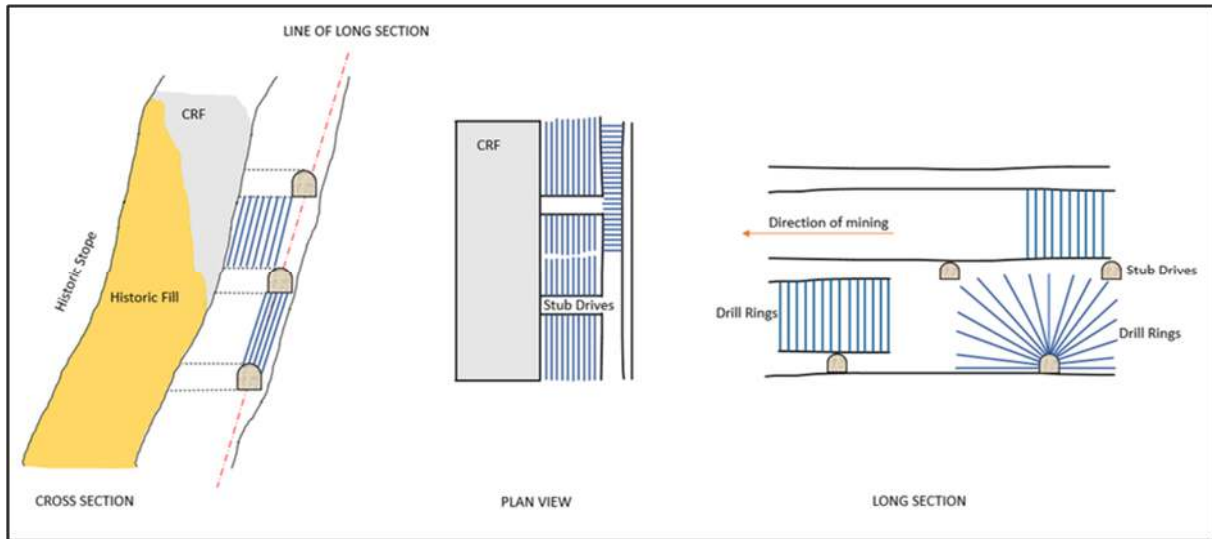 LINE OF LONG SECTION
CRF
Historic Stope
Historic Fill
CROSS SECTION
CRF
Stub Drives
PLAN VIEW
Direction of mining
Stub Drives
Drill Rings
Drill Rings
LONG SECTION